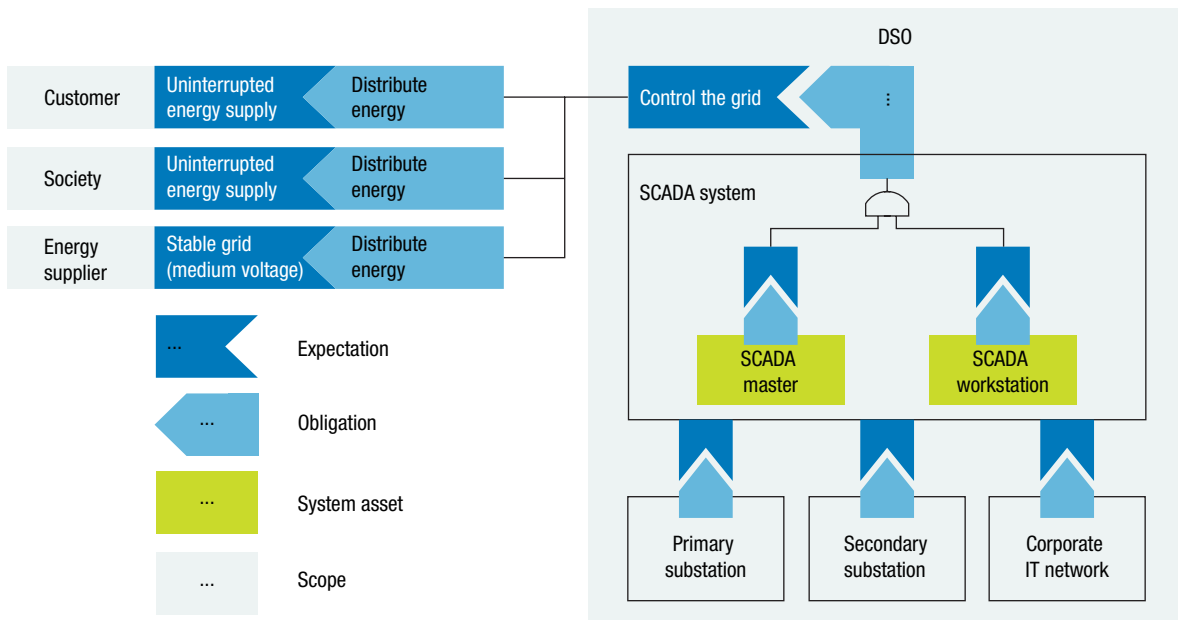 DSO
Customer
Uninterrupted
energy supply
Distribute
energy
Control the grid
...
Society
Uninterrupted
energy supply
Distribute
energy
Energy
supplier
Stable grid
(medium voltage)
Distribute
energy
SCADA system
SCADA
master
SCADA
workstation
Primary
substation
Secondary
substation
Corporate
IT network
...
Expectation
...
Obligation
...
System asset
...
Scope